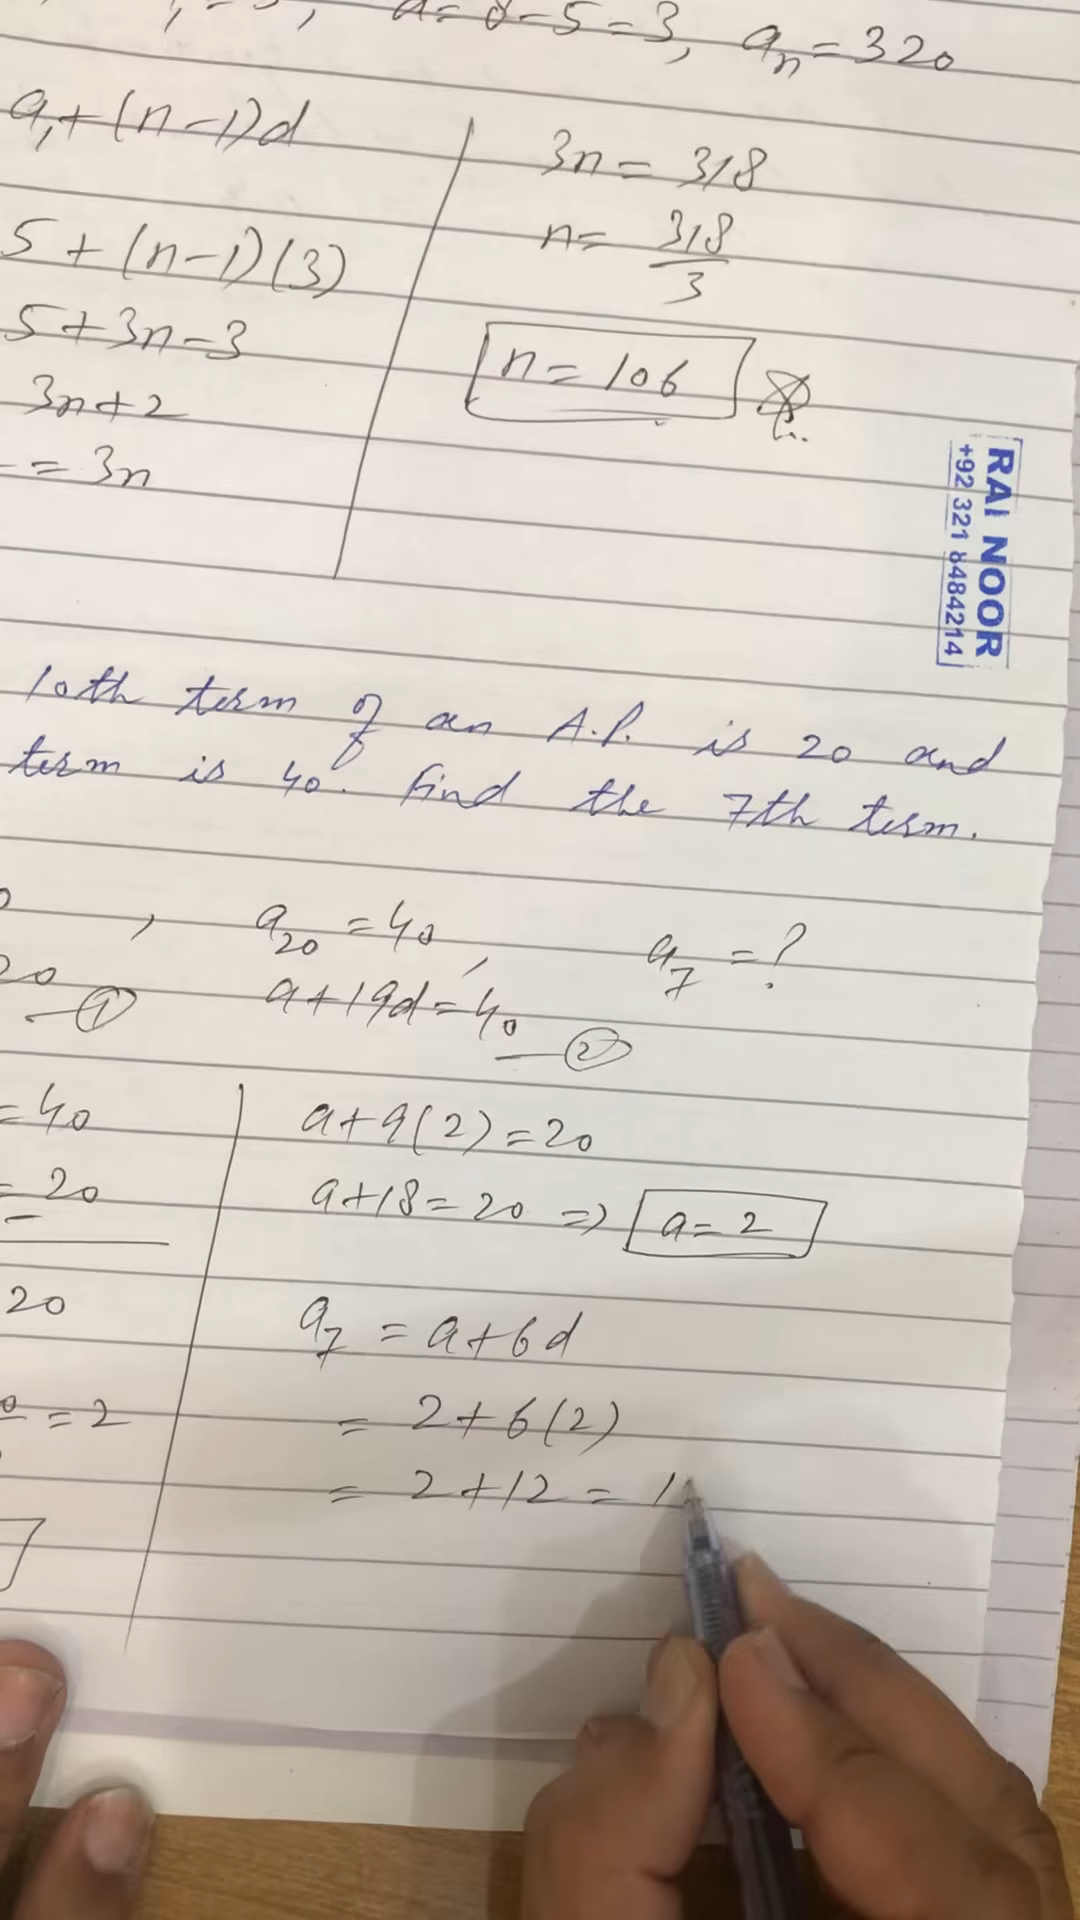 d=8-5=3, aₙ=320
a₁+(n-1)d
5+(n-1)(3)
5+3n-3
3n+2
=3n
3n=318
n=318/3
n=106
RAI NOOR
+92 321 8484214
10th term of an A.P. is 20 and
term is 40. Find the 7th term.
, a₂₀=40, a₇=?
20 —① a+19d=40 —②
=40
=20
20
=2
a+9(2)=20
a+18=20 ⇒ a=2
a₇=a+6d
=2+6(2)
=2+12=1